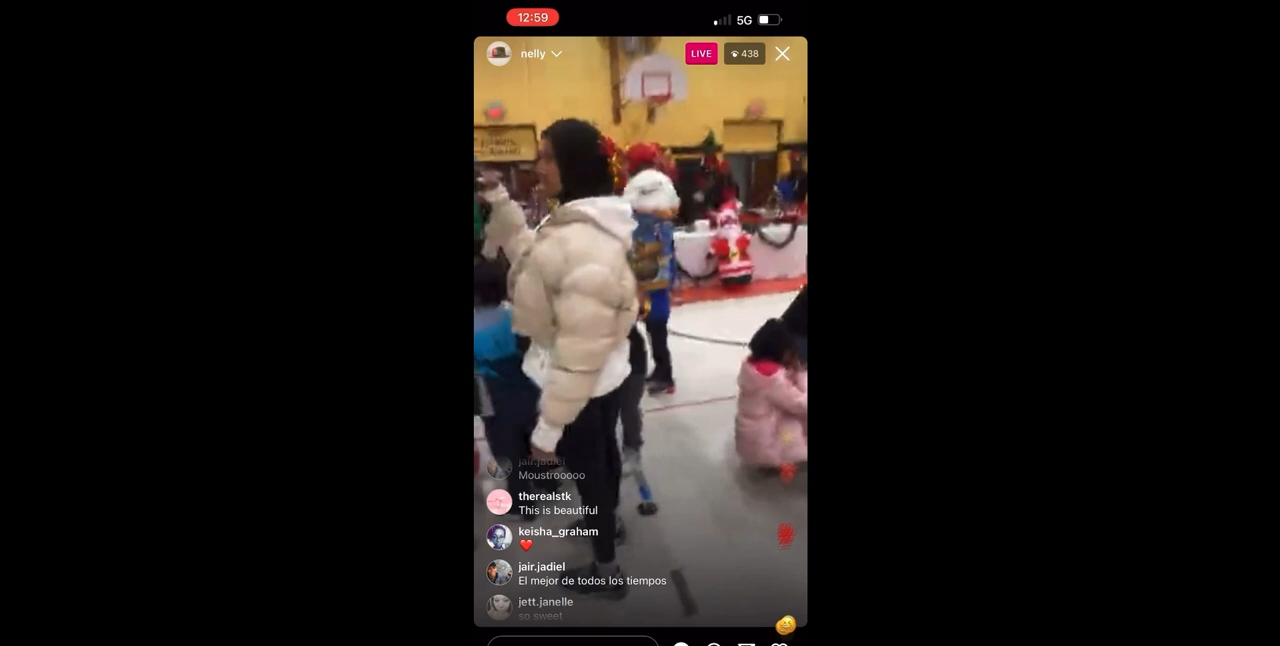 12:59
5G
nelly
LIVE
438
jair.jadiel
Moustrooooo
therealstk
This is beautiful
keisha_graham
❤️
jair.jadiel
El mejor de todos los tiempos
jett.janelle
so sweet